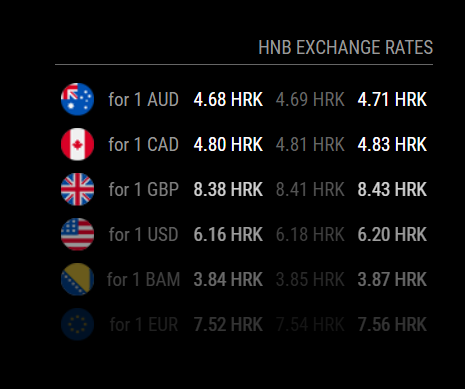 HNB EXCHANGE RATES
for 1 AUD 4.68 HRK 4.69 HRK 4.71 HRK
for 1 CAD 4.80 HRK 4.81 HRK 4.83 HRK
for 1 GBP 8.38 HRK 8.41 HRK 8.43 HRK
for 1 USD 6.16 HRK 6.18 HRK 6.20 HRK
for 1 BAM 3.84 HRK 3.85 HRK 3.87 HRK
for 1 EUR 7.52 HRK 7.54 HRK 7.56 HRK